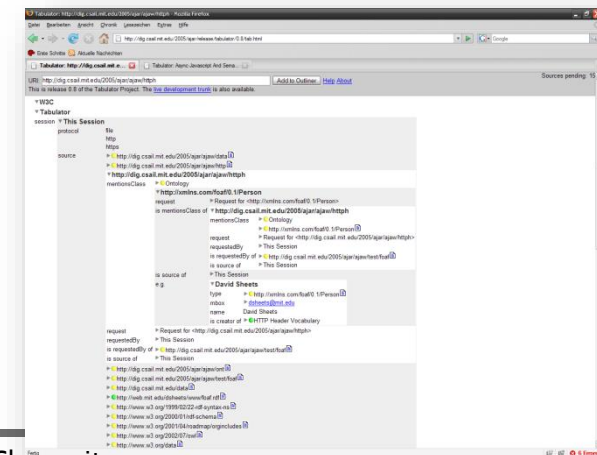 Tabulator: http://dig.csail.mit.edu/2005/ajar/ajaw/httph - Mozilla Firefox
Datei Bearbeiten Ansicht Chronik Lesezeichen Extras Hilfe
http://dig.csail.mit.edu/2005/ajar/release/tabulator/0.8/tab.html
Google
Erste Schritte Aktuelle Nachrichten
Tabulator: http://dig.csail.mit.e... Tabulator: Async Javascript And Sema...
URI: http://dig.csail.mit.edu/2005/ajar/ajaw/httph Add to Outliner Help About Sources pending: 15
This is release 0.8 of the Tabulator Project. The live development trunk is also available.
W3C
Tabulator
session This Session
protocol file
http
https
source http://dig.csail.mit.edu/2005/ajar/ajaw/data
http://dig.csail.mit.edu/2005/ajar/ajaw/http
http://dig.csail.mit.edu/2005/ajar/ajaw/httph
mentionsClass Ontology
http://xmlns.com/foaf/0.1/Person
request Request for <http://xmlns.com/foaf/0.1/Person>
is mentionsClass of http://dig.csail.mit.edu/2005/ajar/ajaw/httph
mentionsClass Ontology
http://xmlns.com/foaf/0.1/Person
request Request for <http://dig.csail.mit.edu/2005/ajar/ajaw/httph>
requestedBy This Session
is requestedBy of http://dig.csail.mit.edu/2005/ajar/ajaw/test/foaf
is source of This Session
is source of This Session
e.g. David Sheets
type http://xmlns.com/foaf/0.1/Person
mbox dsheets@mit.edu
name David Sheets
is creator of HTTP Header Vocabulary
request Request for <http://dig.csail.mit.edu/2005/ajar/ajaw/httph>
requestedBy This Session
is requestedBy of http://dig.csail.mit.edu/2005/ajar/ajaw/test/foaf
is source of This Session
http://dig.csail.mit.edu/2005/ajar/ajaw/ont
http://dig.csail.mit.edu/2005/ajar/ajaw/test/foaf
http://dig.csail.mit.edu/data
http://web.mit.edu/dsheets/www/foaf.rdf
http://www.w3.org/1999/02/22-rdf-syntax-ns
http://www.w3.org/2000/01/rdf-schema
http://www.w3.org/2001/04/roadmap/orgincludes
http://www.w3.org/2002/07/owl
http://www.w3.org/data
Fertig